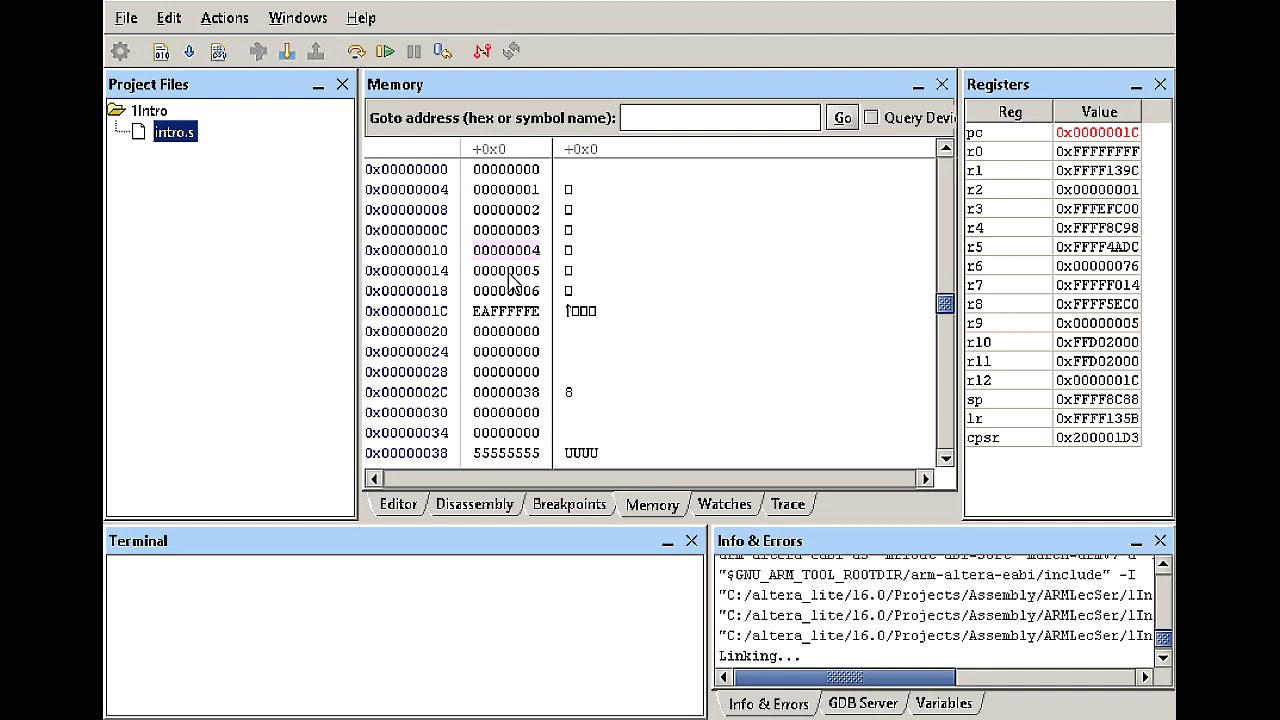 File Edit Actions Windows Help
Project Files
1Intro
intro.s
Memory
Goto address (hex or symbol name): Go Query Devi
+0x0 +0x0
0x00000000 00000000
0x00000004 00000001
0x00000008 00000002
0x0000000C 00000003
0x00000010 00000004
0x00000014 00000005
0x00000018 00000006
0x0000001C EAFFFFFE
0x00000020 00000000
0x00000024 00000000
0x00000028 00000000
0x0000002C 00000038 8
0x00000030 00000000
0x00000034 00000000
0x00000038 55555555 UUUU
Editor Disassembly Breakpoints Memory Watches Trace
Registers
Reg Value
pc 0x0000001C
r0 0xFFFFFFFF
r1 0xFFFF139C
r2 0x00000001
r3 0xFFFEFC00
r4 0xFFFF8C98
r5 0xFFFF4ADC
r6 0x00000076
r7 0xFFFFF014
r8 0xFFFF5EC0
r9 0x00000005
r10 0xFFD02000
r11 0xFFD02000
r12 0x0000001C
sp 0xFFFF8C88
lr 0xFFFF135B
cpsr 0x200001D3
Terminal
Info & Errors
"$GNU_ARM_TOOL_ROOTDIR/arm-altera-eabi/include" -I
"C:/altera_lite/16.0/Projects/Assembly/ARMLecSer/1In
"C:/altera_lite/16.0/Projects/Assembly/ARMLecSer/1In
"C:/altera_lite/16.0/Projects/Assembly/ARMLecSer/1In
Linking...
Info & Errors GDB Server Variables